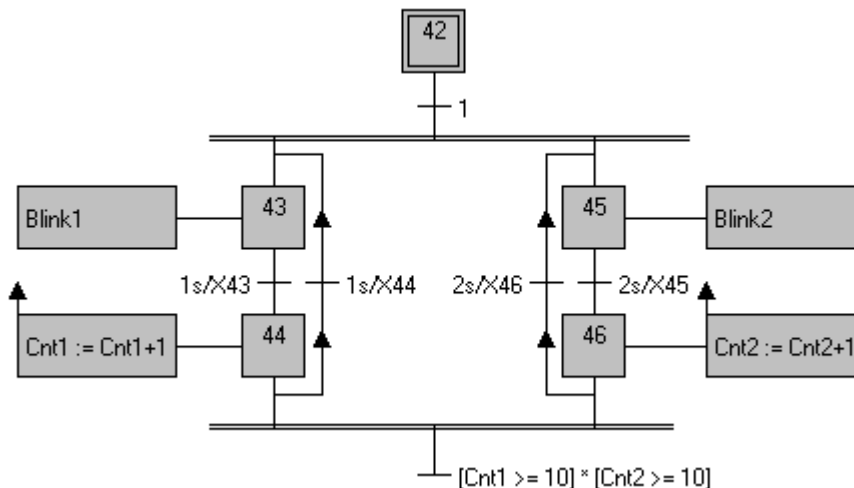 42
1
Blink1
43
45
Blink2
1s/X43
1s/X44
2s/X46
2s/X45
Cnt1 := Cnt1+1
44
46
Cnt2 := Cnt2+1
[Cnt1 >= 10] * [Cnt2 >= 10]